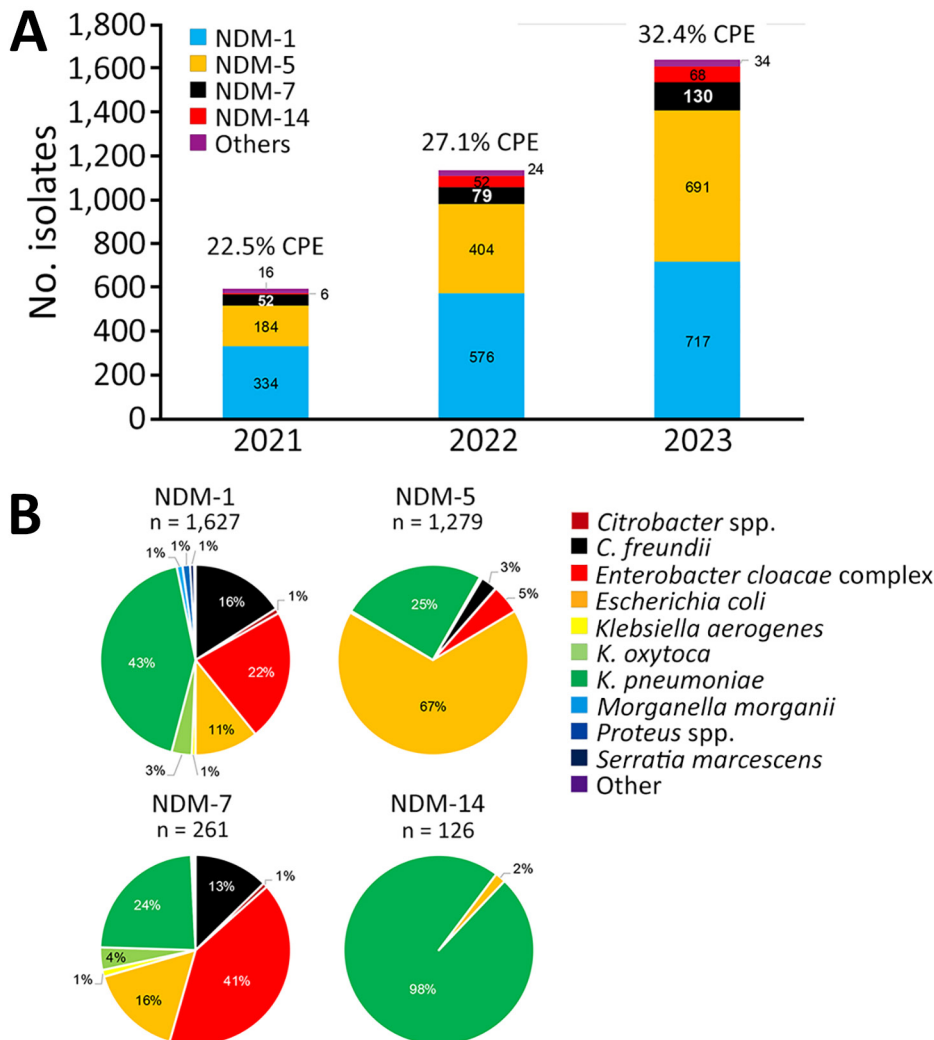 A
1,800
1,600
1,400
1,200
1,000
800
600
400
200
0
No. isolates
NDM-1
NDM-5
NDM-7
NDM-14
Others
22.5% CPE
16
6
52
184
334
2021
27.1% CPE
24
52
79
404
576
2022
32.4% CPE
34
68
130
691
717
2023
B
NDM-1
n = 1,627
1%
1%
1%
16%
1%
22%
11%
1%
3%
43%
NDM-5
n = 1,279
3%
5%
25%
67%
Citrobacter spp.
C. freundii
Enterobacter cloacae complex
Escherichia coli
Klebsiella aerogenes
K. oxytoca
K. pneumoniae
Morganella morganii
Proteus spp.
Serratia marcescens
Other
NDM-7
n = 261
13%
1%
41%
16%
1%
4%
24%
NDM-14
n = 126
2%
98%